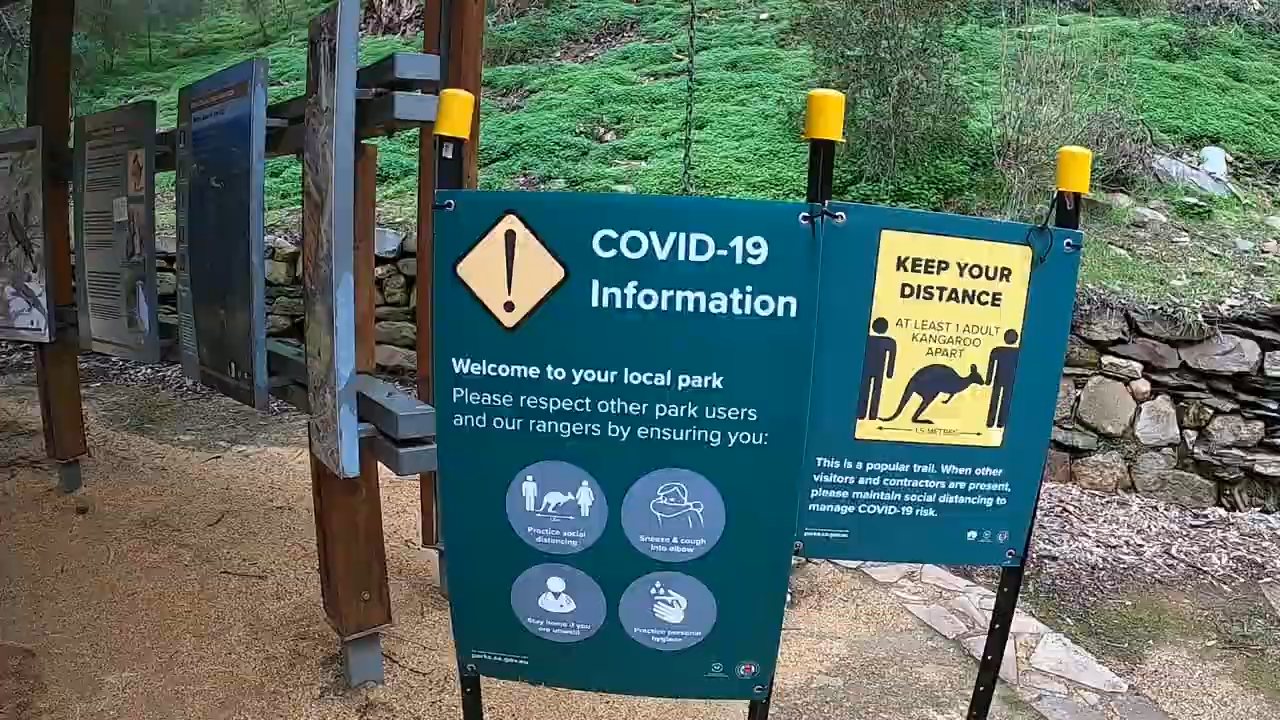 COVID-19
Information
Welcome to your local park
Please respect other park users
and our rangers by ensuring you:
Practice social
distancing
Sneeze & cough
into elbow
Stay home if you
are unwell
Practice personal
hygiene
parks.sa.gov.au
KEEP YOUR
DISTANCE
AT LEAST 1 ADULT
KANGAROO
APART
1.5 METRES
This is a popular trail. When other
visitors and contractors are present,
please maintain social distancing to
manage COVID-19 risk.
parks.sa.gov.au